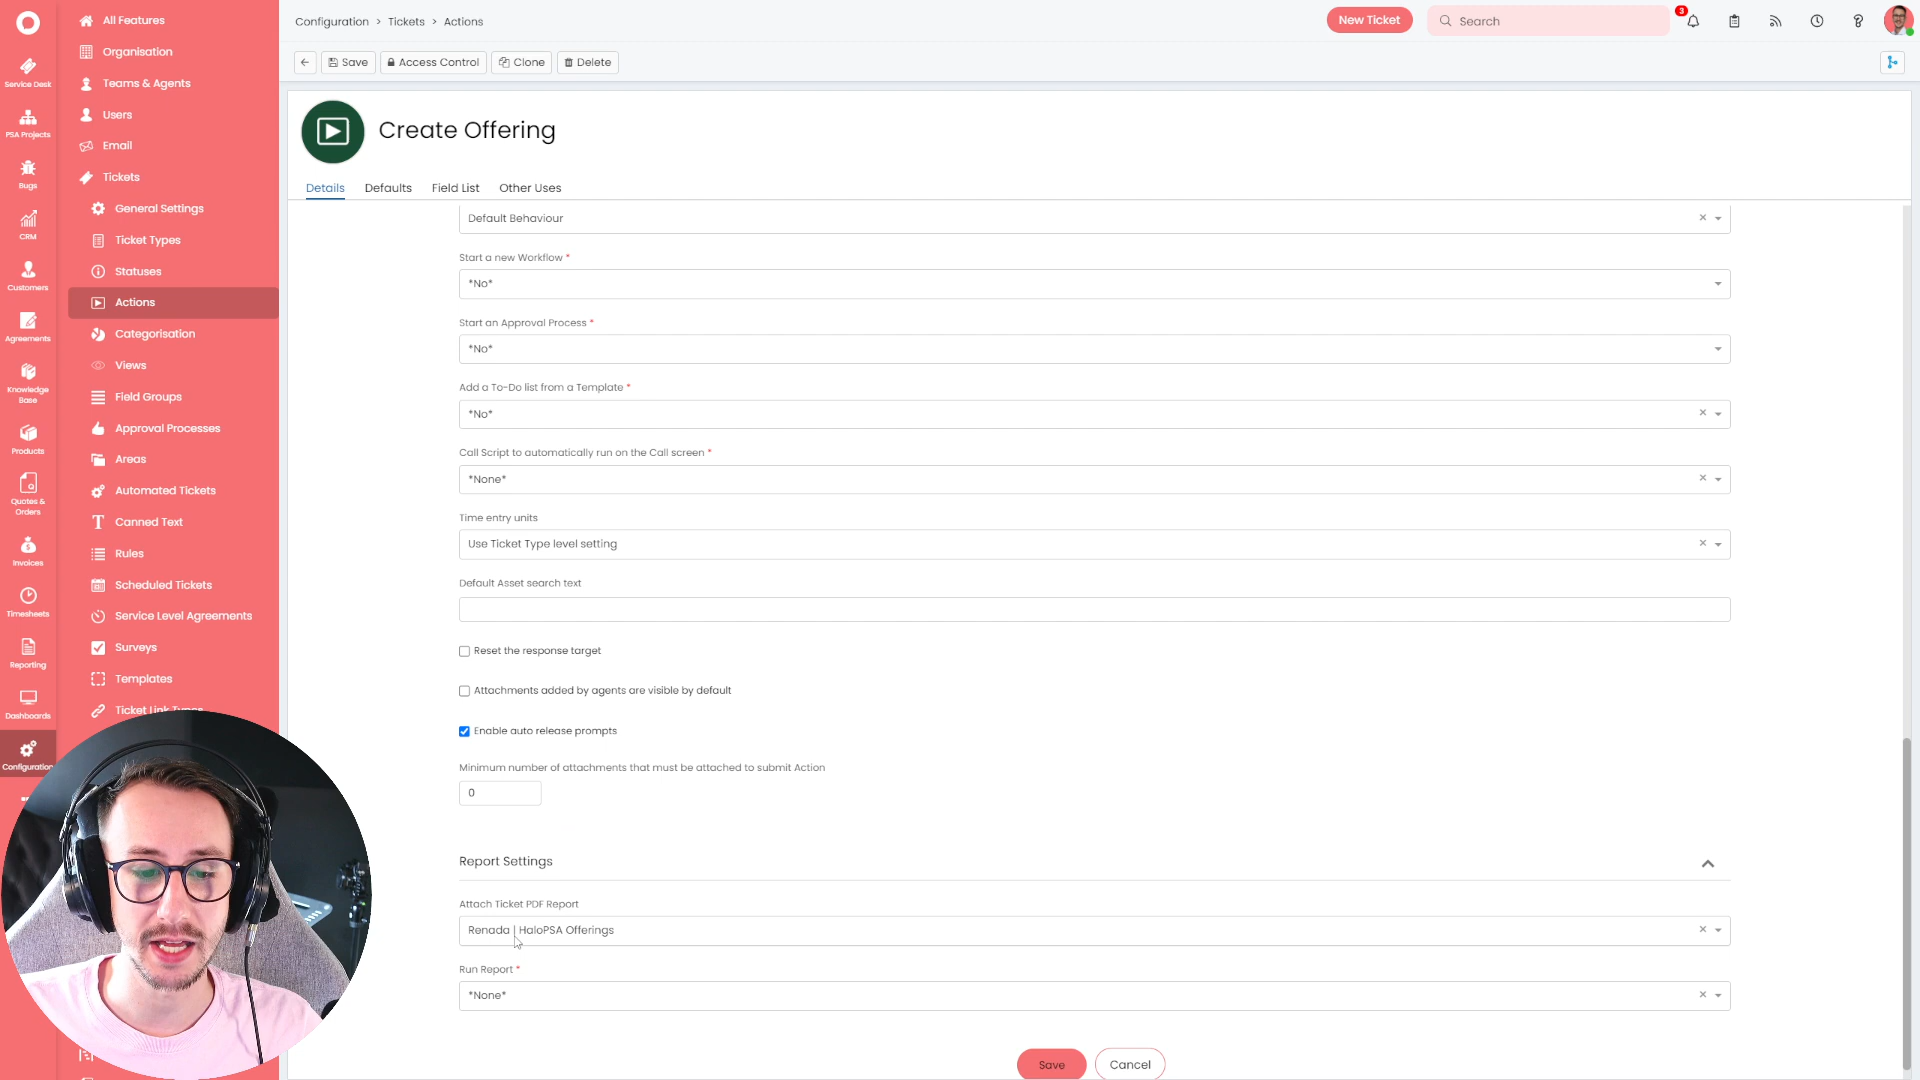 Configuration > Tickets > Actions
New Ticket
Search
3
Save
Access Control
Clone
Delete
Create Offering
Details
Defaults
Field List
Other Uses
Service Desk
PSA Projects
Bugs
CRM
Customers
Agreements
Knowledge
Base
Products
Quotes &
Orders
Invoices
Timesheets
Reporting
Dashboards
Configuration
All Features
Organisation
Teams & Agents
Users
Email
Tickets
General Settings
Ticket Types
Statuses
Actions
Categorisation
Views
Field Groups
Approval Processes
Areas
Automated Tickets
Canned Text
Rules
Scheduled Tickets
Service Level Agreements
Surveys
Templates
Ticket Link Types
Default Behaviour
Start a new Workflow *
*No*
Start an Approval Process *
*No*
Add a To-Do list from a Template *
*No*
Call Script to automatically run on the Call screen *
*None*
Time entry units
Use Ticket Type level setting
Default Asset search text
Reset the response target
Attachments added by agents are visible by default
Enable auto release prompts
Minimum number of attachments that must be attached to submit Action
0
Report Settings
Attach Ticket PDF Report
Renada | HaloPSA Offerings
Run Report *
*None*
Save
Cancel